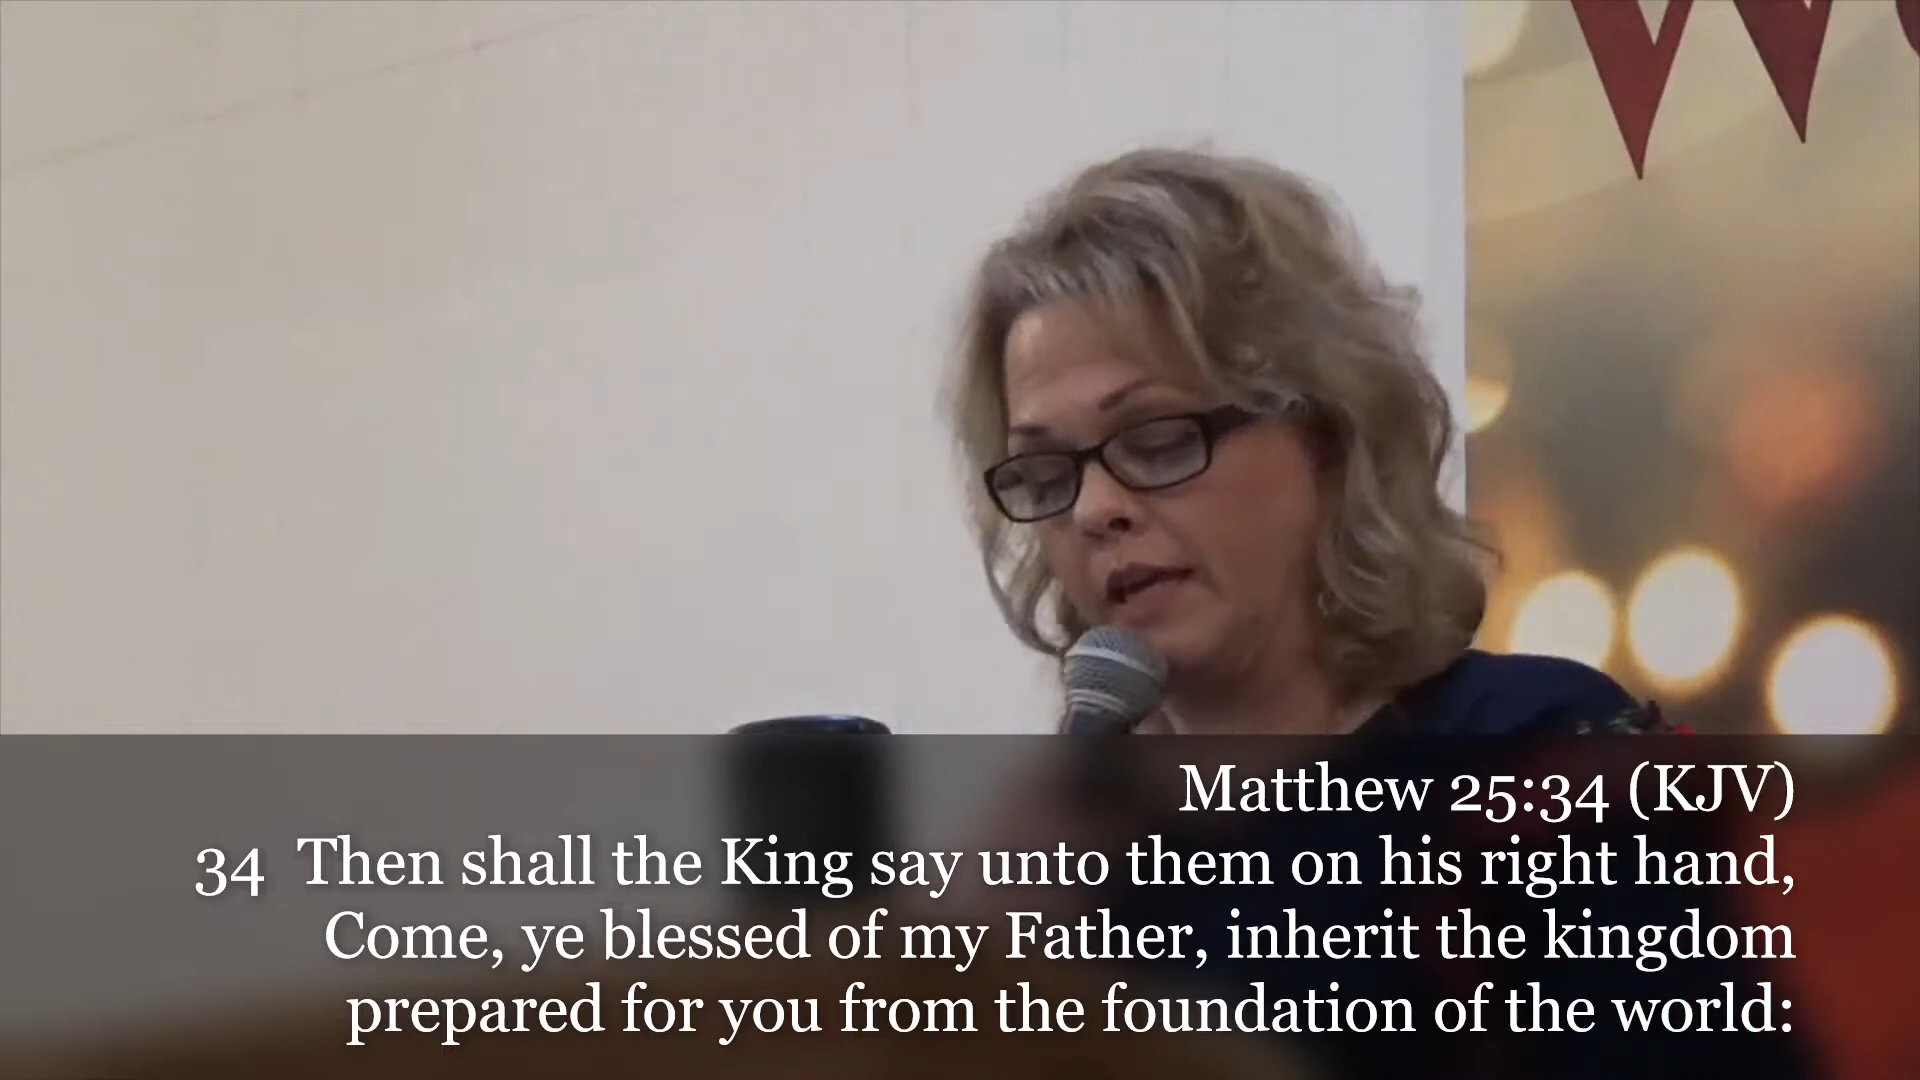 Matthew 25:34 (KJV)
34 Then shall the King say unto them on his right hand,
Come, ye blessed of my Father, inherit the kingdom
prepared for you from the foundation of the world: